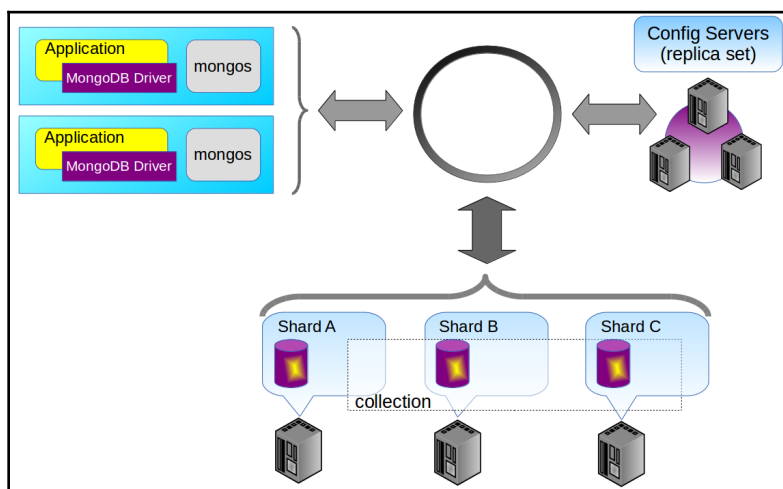 Application
MongoDB Driver
mongos
Application
MongoDB Driver
mongos
Config Servers
(replica set)
Shard A
Shard B
Shard C
collection